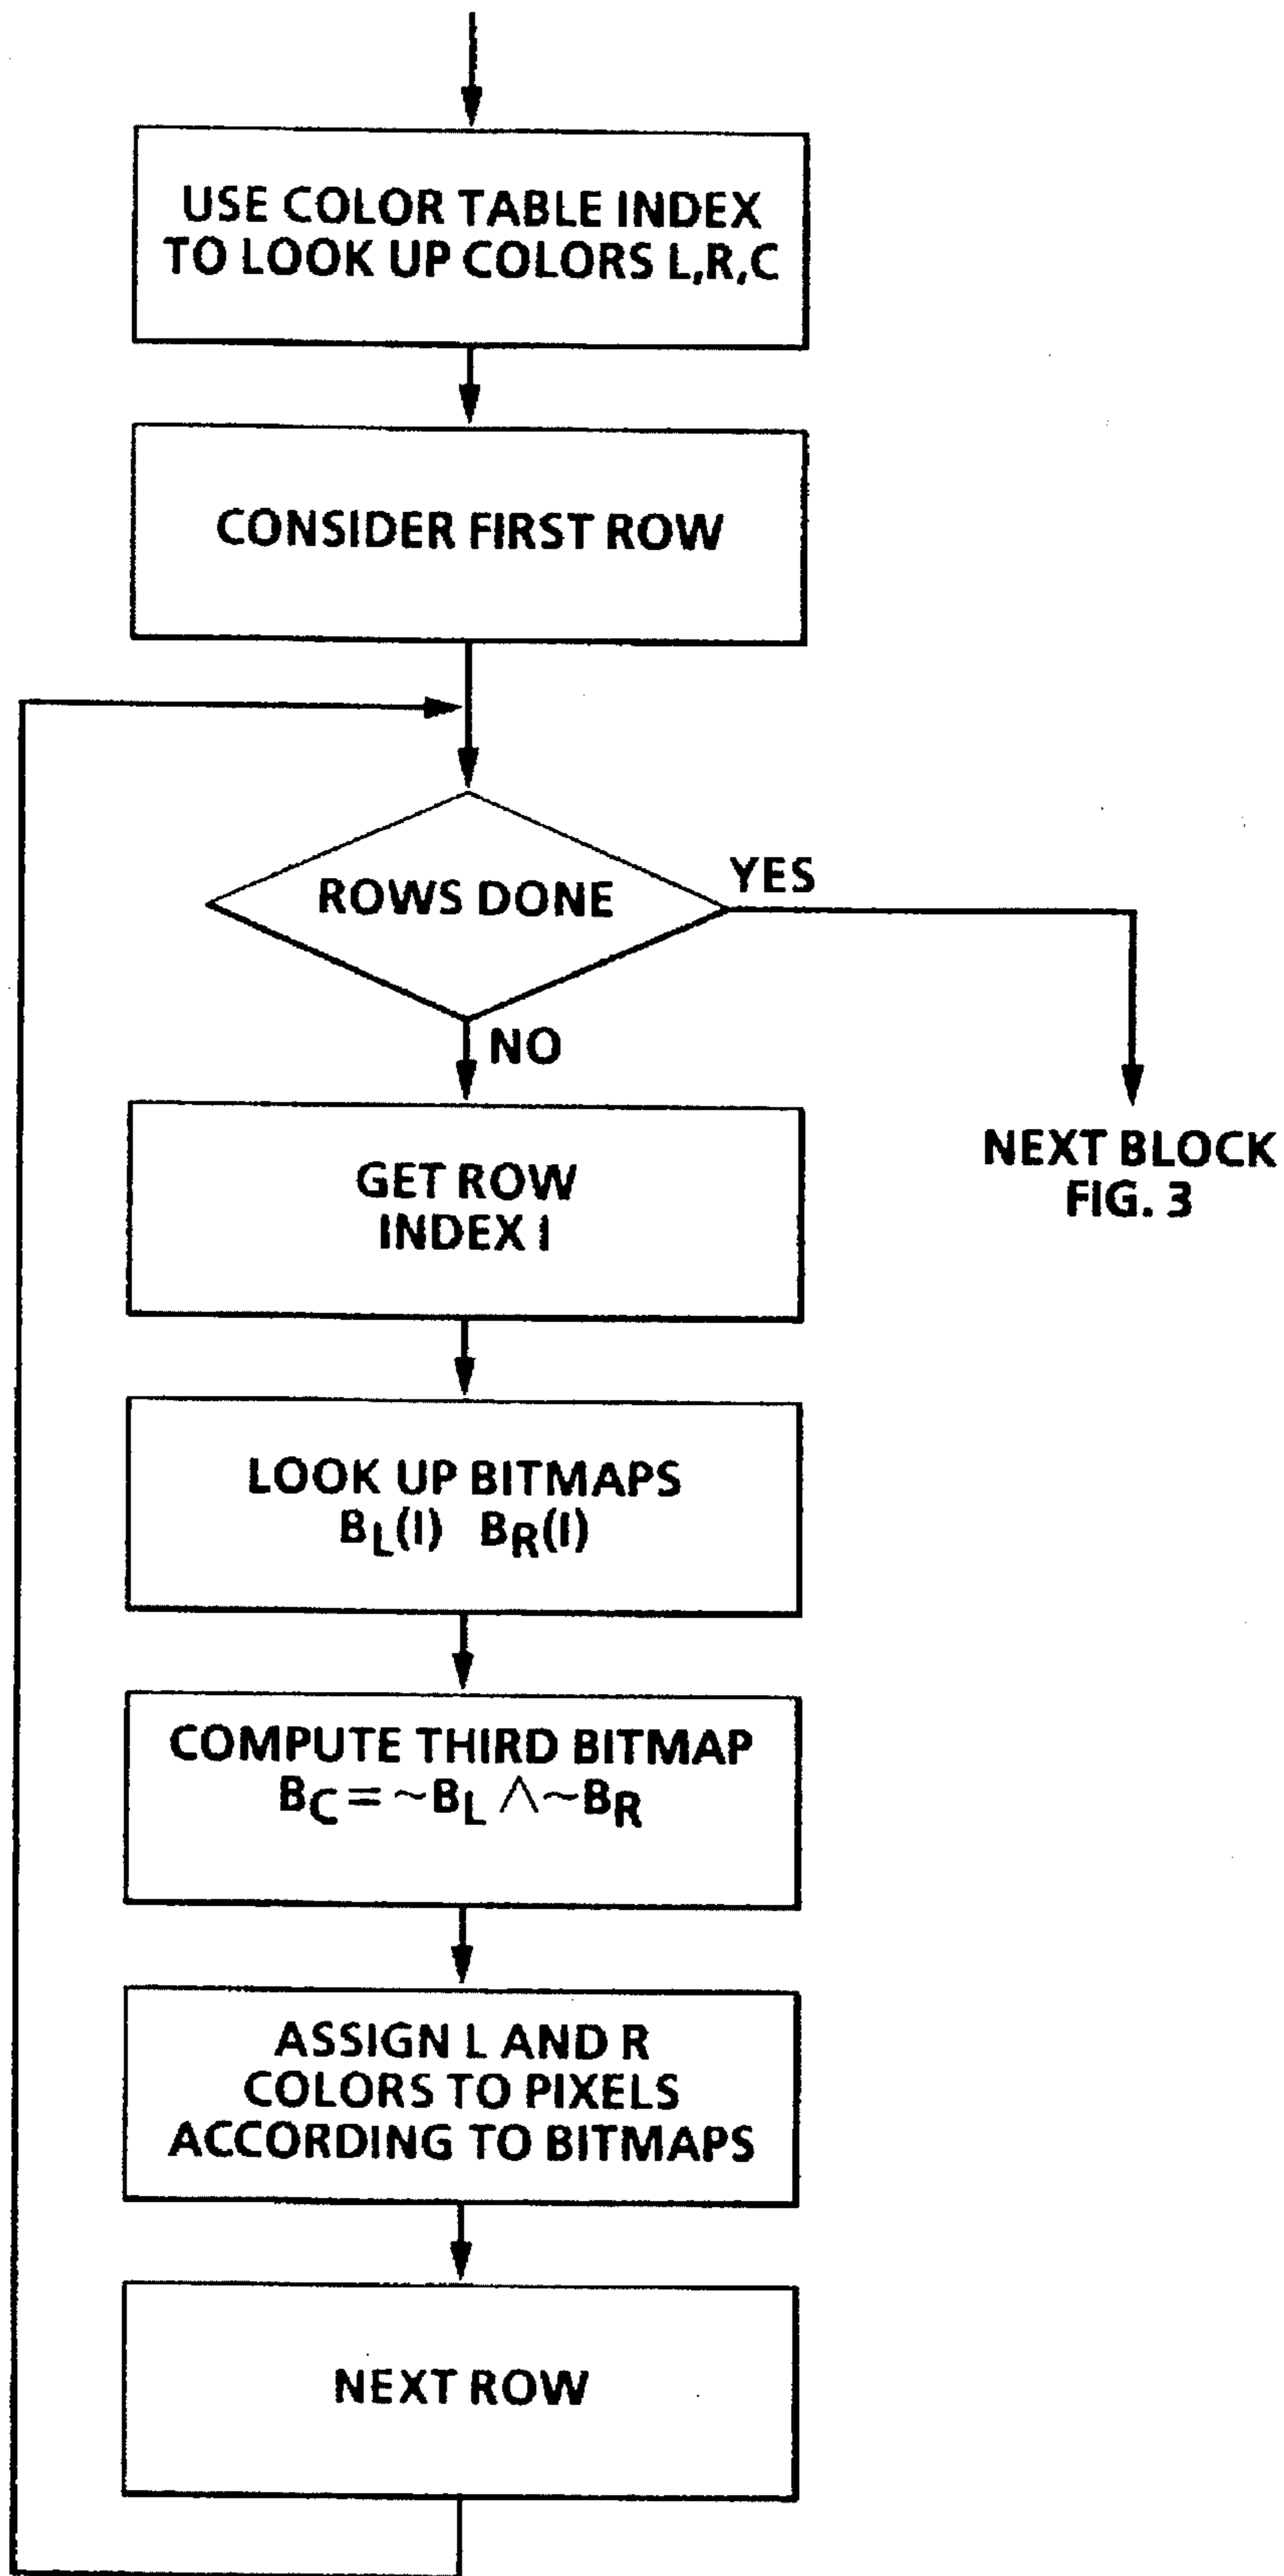 USE COLOR TABLE INDEX
TO LOOK UP COLORS L,R,C
CONSIDER FIRST ROW
ROWS DONE
YES
NO
GET ROW
INDEX I
NEXT BLOCK
FIG. 3
LOOK UP BITMAPS
BL(I) BR(I)
COMPUTE THIRD BITMAP
BC = ~BL ∧ ~BR
ASSIGN L AND R
COLORS TO PIXELS
ACCORDING TO BITMAPS
NEXT ROW